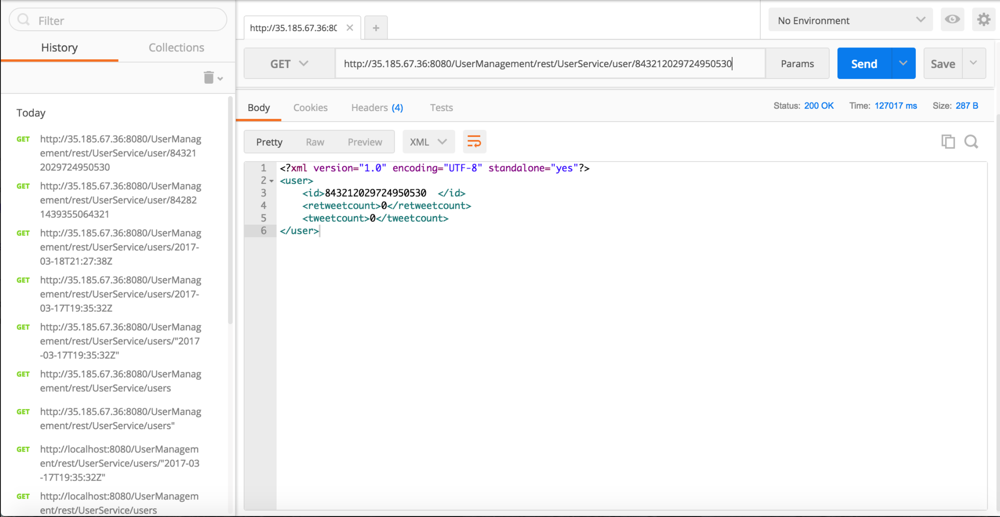 Filter
History
Collections
Today
GET
http://35.185.67.36:8080/UserManag
ement/rest/UserService/user/84321
2029724950530
GET
http://35.185.67.36:8080/UserManag
ement/rest/UserService/user/84282
1439355064321
GET
http://35.185.67.36:8080/UserManag
ement/rest/UserService/users/2017-
03-18T21:27:38Z
GET
http://35.185.67.36:8080/UserManag
ement/rest/UserService/users/2017-
03-17T19:35:32Z
GET
http://35.185.67.36:8080/UserManag
ement/rest/UserService/users/"2017
-03-17T19:35:32Z"
GET
http://35.185.67.36:8080/UserManag
ement/rest/UserService/users
GET
http://35.185.67.36:8080/UserManag
ement/rest/UserService/users"
GET
http://localhost:8080/UserManagem
ent/rest/UserService/users/"2017-03
-17T19:35:32Z"
GET
http://localhost:8080/UserManagem
ent/rest/UserService/users
http://35.185.67.36:80
No Environment
GET
http://35.185.67.36:8080/UserManagement/rest/UserService/user/843212029724950530
Params
Send
Save
Body
Cookies
Headers (4)
Tests
Status: 200 OK
Time: 127017 ms
Size: 287 B
Pretty
Raw
Preview
XML
1 <?xml version="1.0" encoding="UTF-8" standalone="yes"?>
2 <user>
3 <id>843212029724950530  </id>
4 <retweetcount>0</retweetcount>
5 <tweetcount>0</tweetcount>
6 </user>